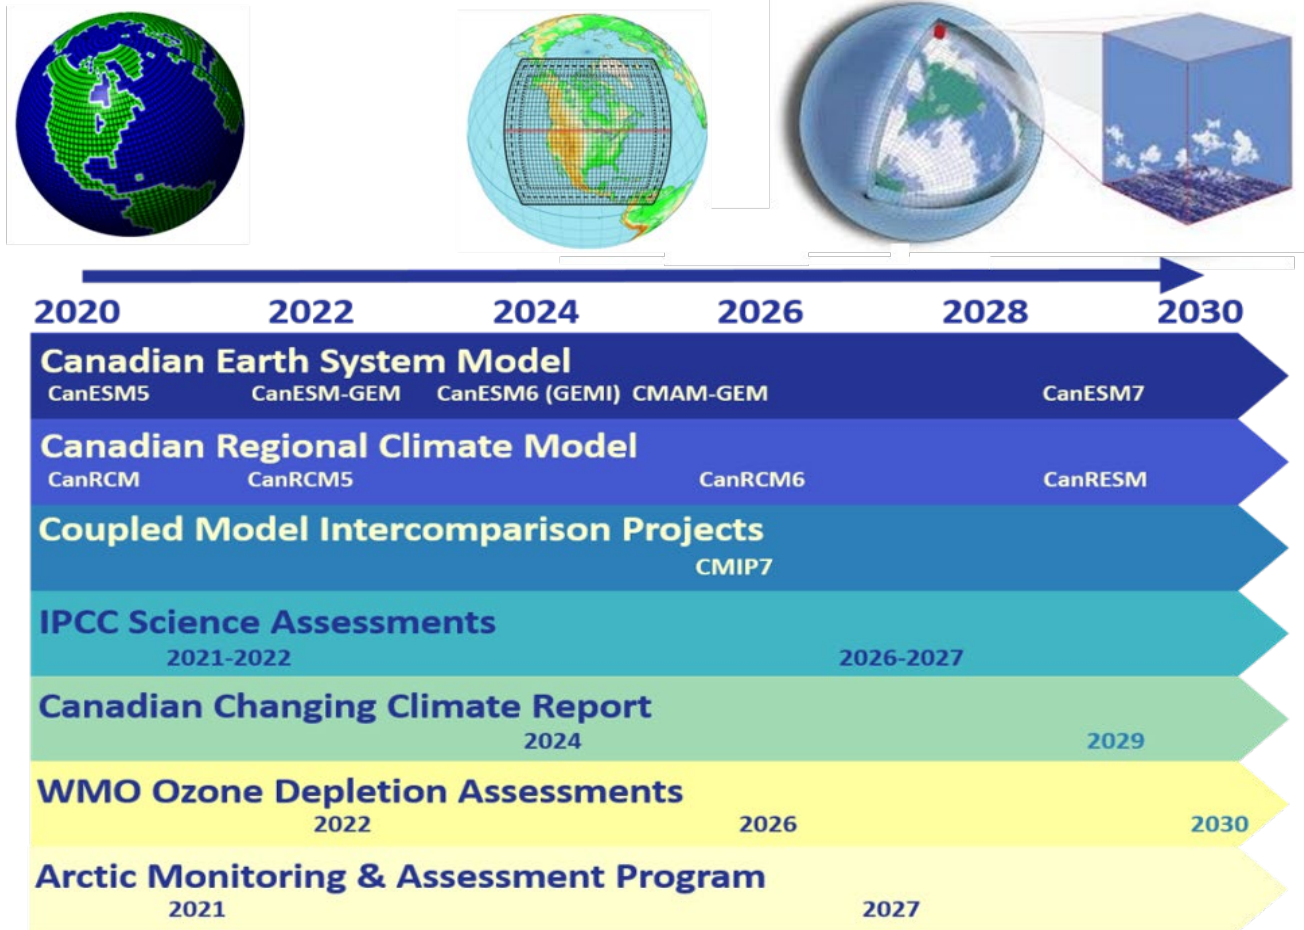 2020 2022 2024 2026 2028 2030
Canadian Earth System Model
CanESM5 CanESM-GEM CanESM6 (GEMI) CMAM-GEM CanESM7
Canadian Regional Climate Model
CanRCM CanRCM5 CanRCM6 CanRESM
Coupled Model Intercomparison Projects
CMIP7
IPCC Science Assessments
2021-2022 2026-2027
Canadian Changing Climate Report
2024 2029
WMO Ozone Depletion Assessments
2022 2026 2030
Arctic Monitoring & Assessment Program
2021 2027